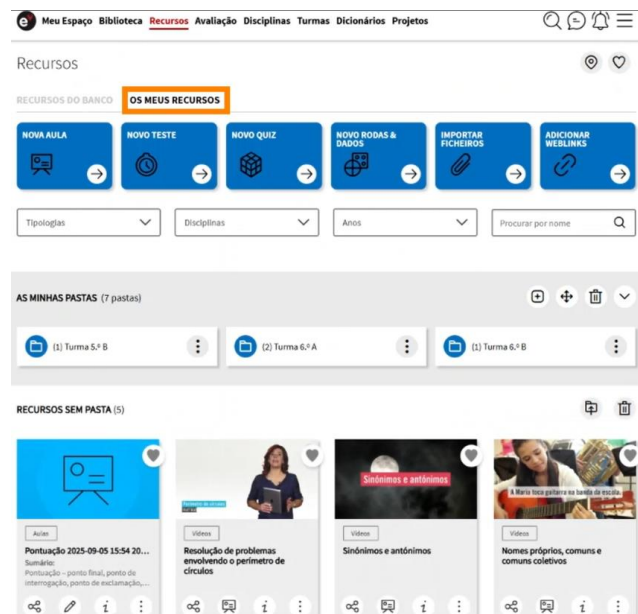 e
Meu Espaço Biblioteca Recursos Avaliação Disciplinas Turmas Dicionários Projetos
Recursos
RECURSOS DO BANCO OS MEUS RECURSOS
NOVA AULA
NOVO TESTE
NOVO QUIZ
NOVO RODAS &
DADOS
IMPORTAR
FICHEIROS
ADICIONAR
WEBLINKS
Tipologias
Disciplinas
Anos
Procurar por nome
AS MINHAS PASTAS (7 pastas)
(1) Turma 5.º B
(2) Turma 6.º A
(1) Turma 6.º B
RECURSOS SEM PASTA (5)
Aulas
Pontuação 2025-09-05 15:54 20...
Sumário:
Pontuação – ponto final, ponto de
interrogação, ponto de exclamação,...
Perímetro do círculo
Vídeos
Resolução de problemas
envolvendo o perímetro de
círculos
Sinónimos e antónimos
Vídeos
Sinónimos e antónimos
A Maria toca guitarra na banda da escola.
Vídeos
Nomes próprios, comuns e
comuns coletivos